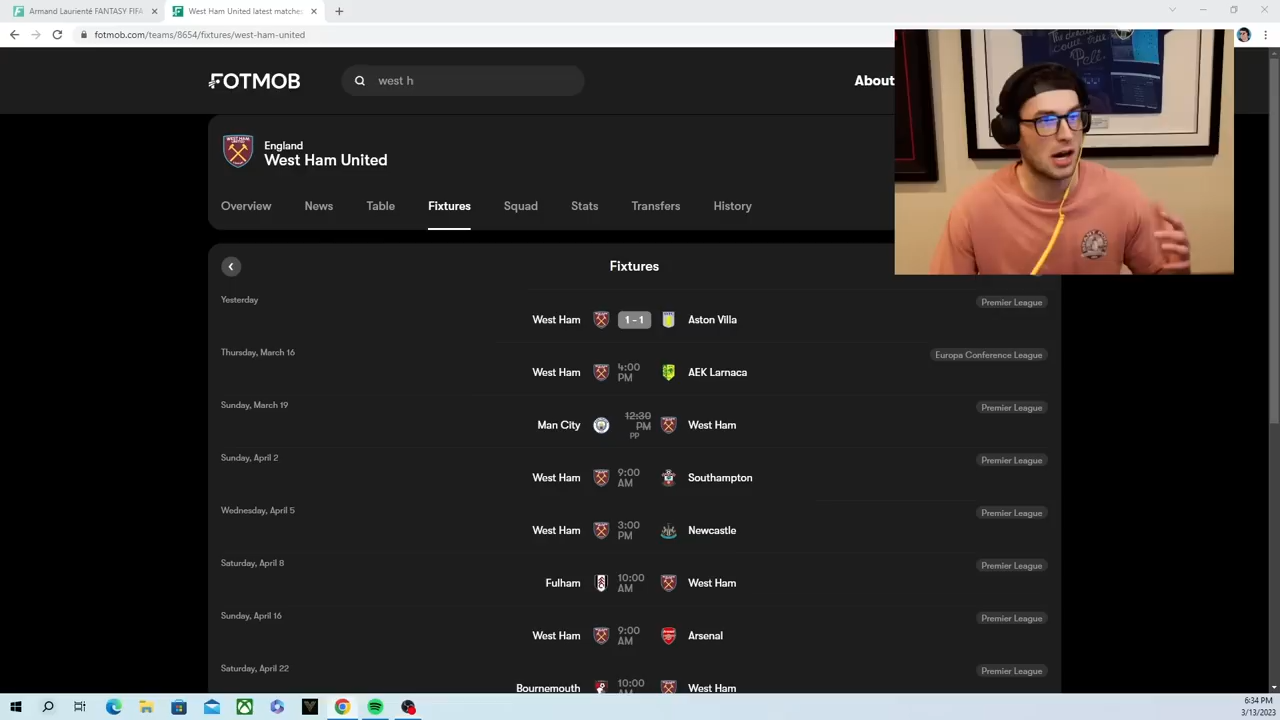 Armand Laurienté FANTASY FIFA
West Ham United latest matches
fotmob.com/teams/8654/fixtures/west-ham-united
FOTMOB
west h
About
England
West Ham United
Overview News Table Fixtures Squad Stats Transfers History
Fixtures
Yesterday
Premier League
West Ham 1 - 1 Aston Villa
Thursday, March 16
Europa Conference League
West Ham 4:00 PM AEK Larnaca
Sunday, March 19
Premier League
Man City 12:30 PM PP West Ham
Sunday, April 2
Premier League
West Ham 9:00 AM Southampton
Wednesday, April 5
Premier League
West Ham 3:00 PM Newcastle
Saturday, April 8
Premier League
Fulham 10:00 AM West Ham
Sunday, April 16
Premier League
West Ham 9:00 AM Arsenal
Saturday, April 22
Premier League
Bournemouth 10:00 AM West Ham
come true
Pelé.
6:34 PM
3/13/2023